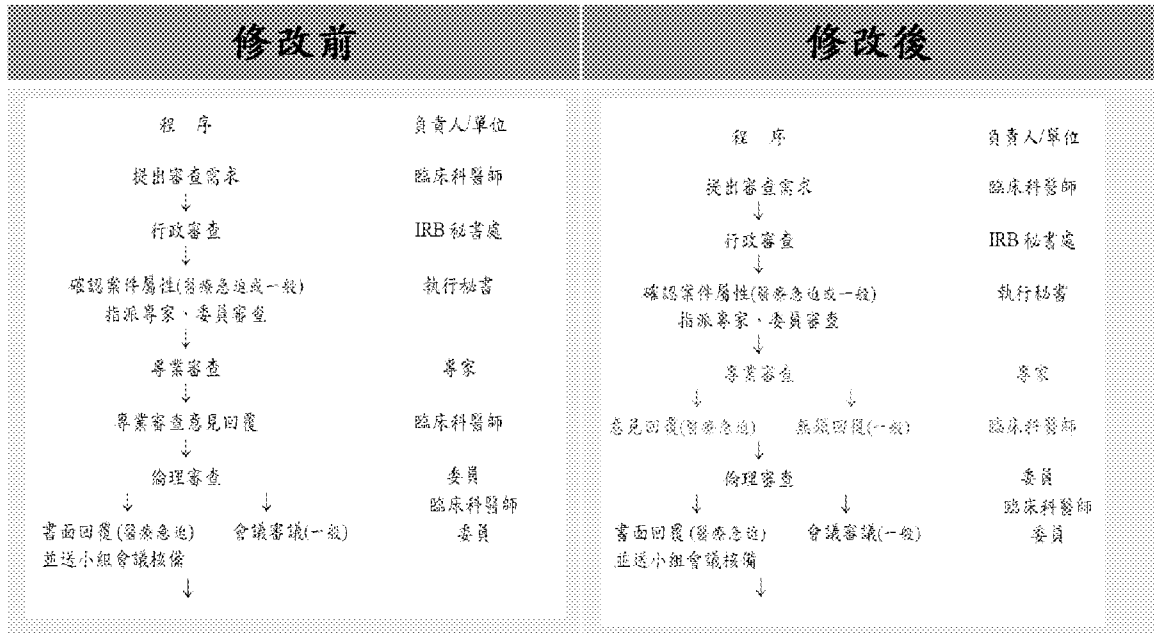 修改前
程 序 負責人/單位
提出審查需求 臨床科醫師
↓
行政審查 IRB 秘書處
↓
確認案件屬性(醫療急迫或一般) 執行秘書
指派專家、委員審查
↓
專業審查 專家
↓
專業審查意見回覆 臨床科醫師
↓
倫理審查 委員
↓ ↓ 臨床科醫師
書面回覆(醫療急迫) 會議審議(一般) 委員
並送小組會議核備
↓
修改後
程 序 負責人/單位
提出審查需求 臨床科醫師
↓
行政審查 IRB 秘書處
↓
確認案件屬性(醫療急迫或一般) 執行秘書
指派專家、委員審查
↓
專業審查 專家
↓ ↓
意見回覆(醫療急迫) 無須回復(一般) 臨床科醫師
↓
倫理審查 委員
↓ ↓ 臨床科醫師
書面回覆(醫療急迫) 會議審議(一般) 委員
並送小組會議核備
↓